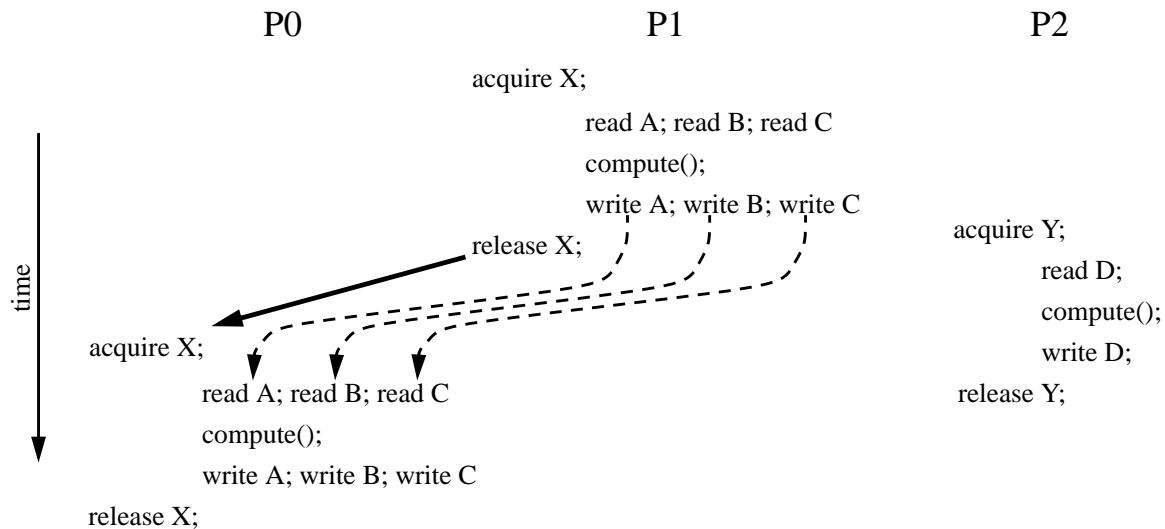 P0
P1
P2
acquire X;
read A; read B; read C
compute();
write A; write B; write C
release X;
acquire Y;
read D;
compute();
write D;
release Y;
time
acquire X;
read A; read B; read C
compute();
write A; write B; write C
release X;